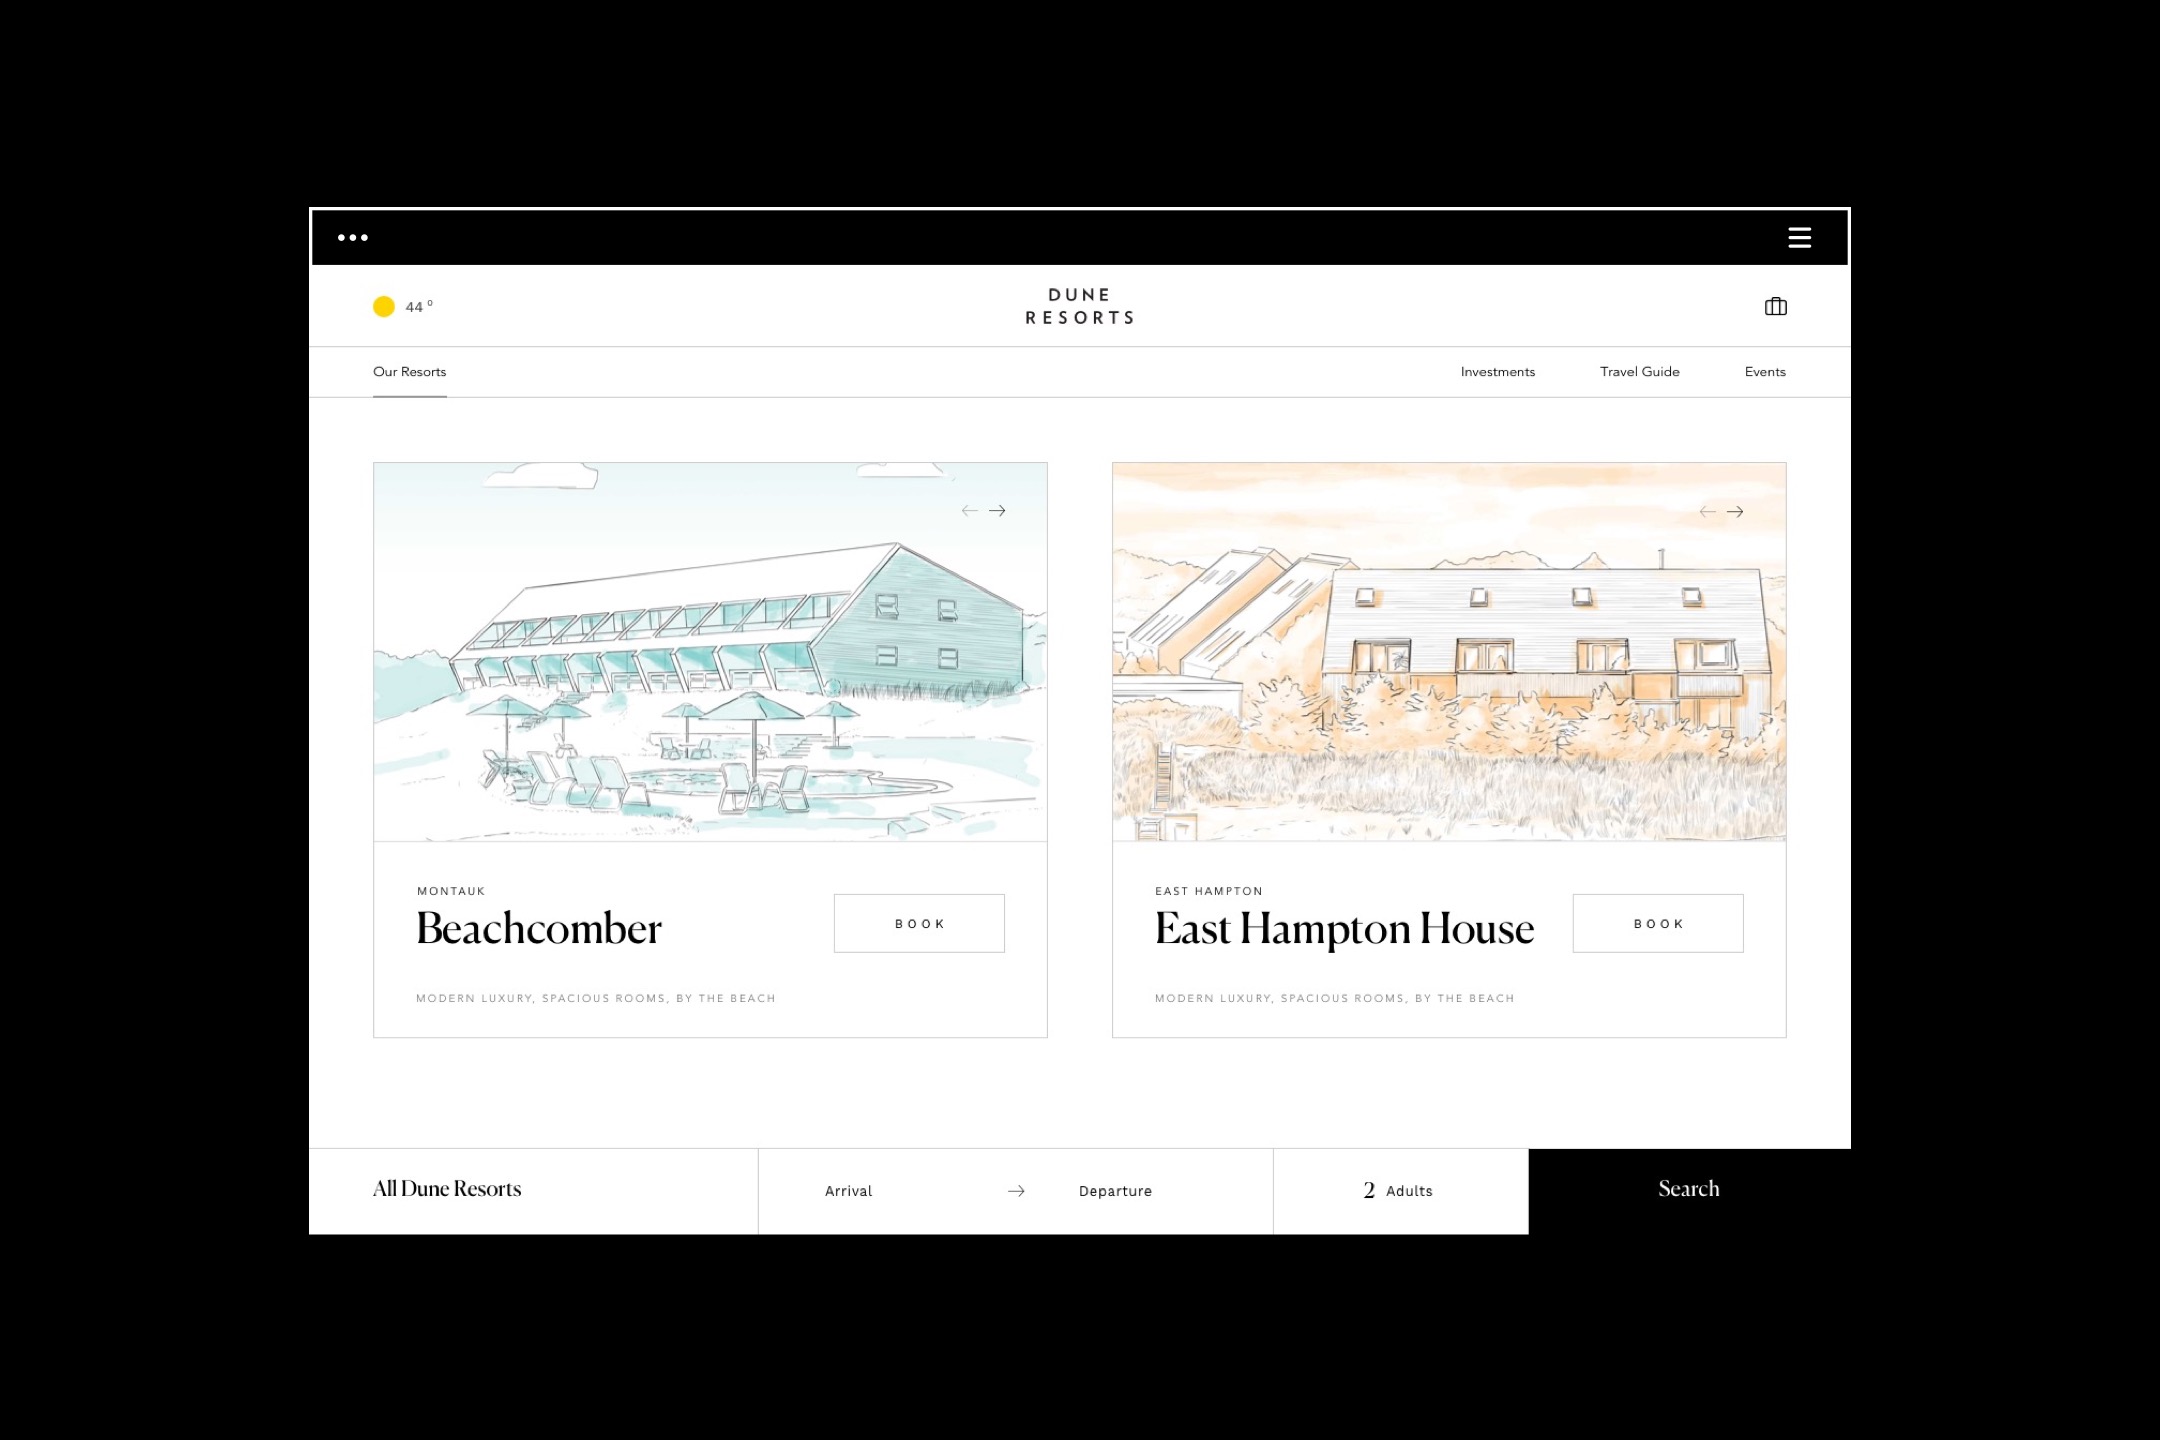 44°
DUNE
RESORTS
Our Resorts
Investments
Travel Guide
Events
MONTAUK
Beachcomber
BOOK
MODERN LUXURY, SPACIOUS ROOMS, BY THE BEACH
EAST HAMPTON
East Hampton House
BOOK
MODERN LUXURY, SPACIOUS ROOMS, BY THE BEACH
All Dune Resorts
Arrival
Departure
2 Adults
Search